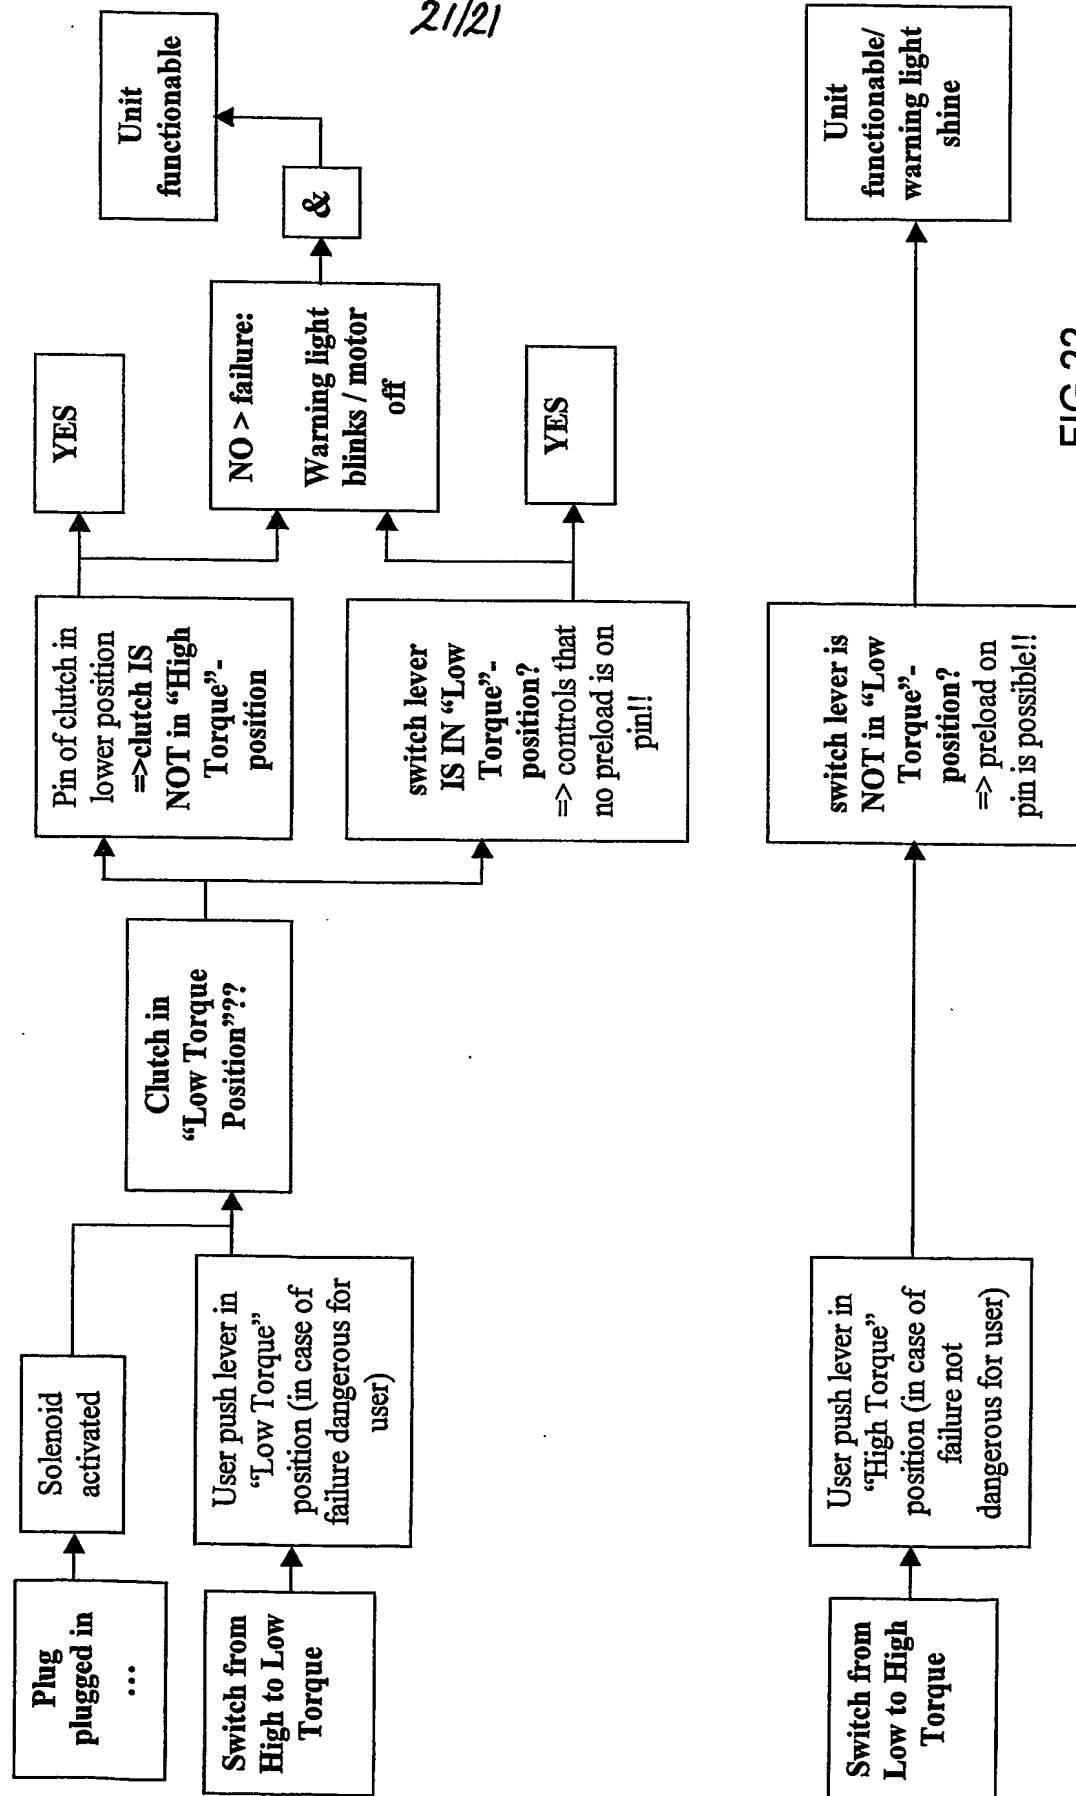 21/21
Plug
plugged in
...
Solenoid
activated
Switch from
High to Low
Torque
User push lever in
“Low Torque”
position (in case of
failure dangerous for
user)
Clutch in
“Low Torque
Position”??
Pin of clutch in
lower position
=>clutch IS
NOT in “High
Torque”-
position
switch lever
IS IN “Low
Torque”-
position?
=> controls that
no preload is on
pin!!
YES
NO > failure:
Warning light
blinks / motor
off
YES
&
Unit
functionable
Switch from
Low to High
Torque
User push lever in
“High Torque”
position (in case of
failure not
dangerous for user)
switch lever is
NOT in “Low
Torque”-
position?
=> preload on
pin is possible!!
Unit
functionable/
warning light
shine